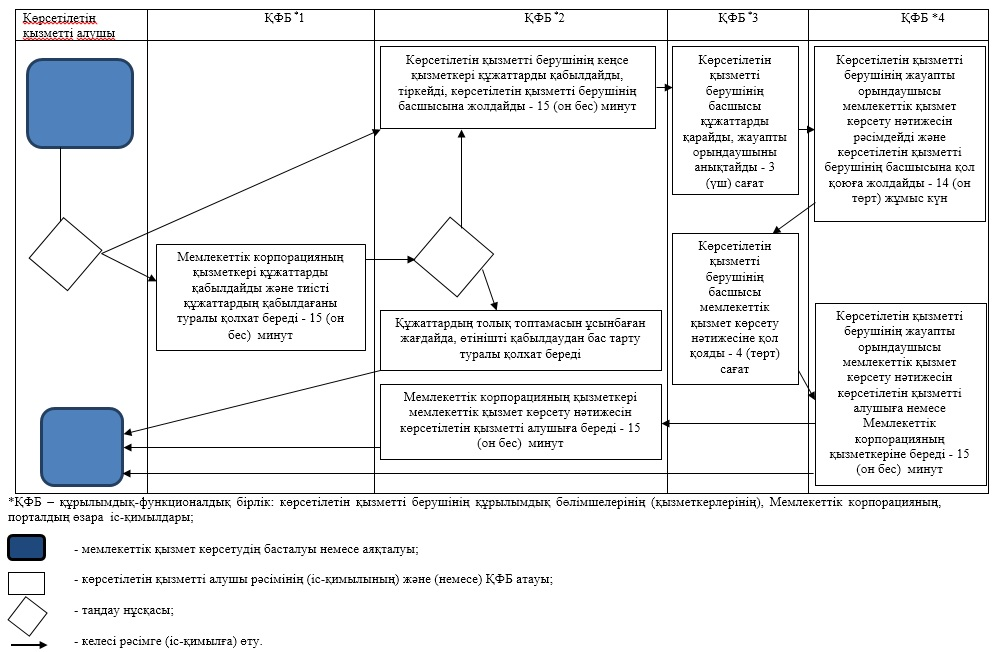 Көрсетілетін
қызметті алушы
ҚФБ *1
ҚФБ *2
ҚФБ *3
ҚФБ *4
Көрсетілетін қызметті берушінің кеңсе
қызметкері құжаттарды қабылдайды,
тіркейді, көрсетілетін қызметті берушінің
басшысына жолдайды - 15 (он бес) минут
Көрсетілетін
қызметті
берушінің
басшысы
құжаттарды
қарайды, жауапты
орындаушыны
анықтайды - 3
(үш) сағат
Көрсетілетін қызметті
берушінің жауапты
орындаушысы
мемлекеттік қызмет
көрсету нәтижесін
рәсімдейді және
көрсетілетін қызметті
берушінің басшысына қол
қоюға жолдайды - 14 (он
төрт) жұмыс күн
Мемлекеттік корпорацияның
қызметкері құжаттарды
қабылдайды және тиісті
құжаттардың қабылдағаны
туралы қолхат береді - 15 (он
бес) минут
Құжаттардың толық топтамасын ұсынбаған
жағдайда, өтінішті қабылдаудан бас тарту
туралы қолхат береді
Көрсетілетін
қызметті
берушінің
басшысы
мемлекеттік
қызмет көрсету
нәтижесіне қол
қояды - 4 (төрт)
сағат
Көрсетілетін қызметті
берушінің жауапты
орындаушысы
мемлекеттік қызмет
көрсету нәтижесін
көрсетілетін қызметті
алушыға немесе
Мемлекеттік
корпорацияның
қызметкеріне береді - 15
(он бес) минут
Мемлекеттік корпорацияның қызметкері
мемлекеттік қызмет көрсету нәтижесін
көрсетілетін қызметті алушыға береді - 15
(он бес) минут
*ҚФБ – құрылымдық-функционалдық бірлік: көрсетілетін қызметті берушінің құрылымдық бөлімшелерінің (қызметкерлерінің), Мемлекеттік корпорацияның,
порталдың өзара іс-қимылдары;
- мемлекеттік қызмет көрсетудің басталуы немесе аяқталуы;
- көрсетілетін қызметті алушы рәсімінің (іс-қимылының) және (немесе) ҚФБ атауы;
- таңдау нұсқасы;
- келесі рәсімге (іс-қимылға) өту.